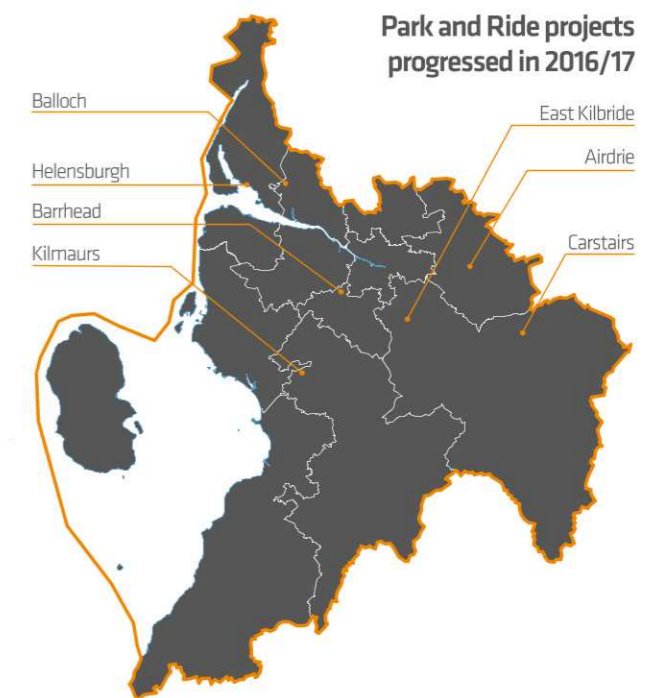 Park and Ride projects
progressed in 2016/17
Balloch
Helensburgh
Barrhead
Kilmaurs
East Kilbride
Airdrie
Carstairs